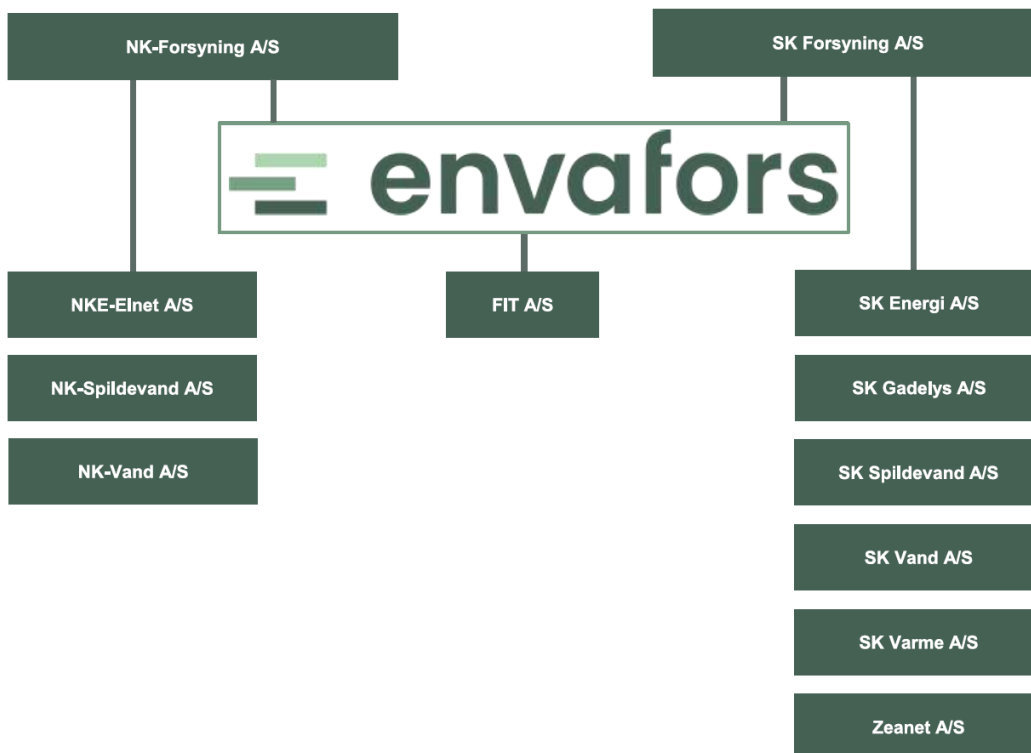 NK-Forsyning A/S
SK Forsyning A/S
envafors
NKE-Elnet A/S
FIT A/S
SK Energi A/S
NK-Spildevand A/S
SK Gadelys A/S
NK-Vand A/S
SK Spildevand A/S
SK Vand A/S
SK Varme A/S
Zeanet A/S